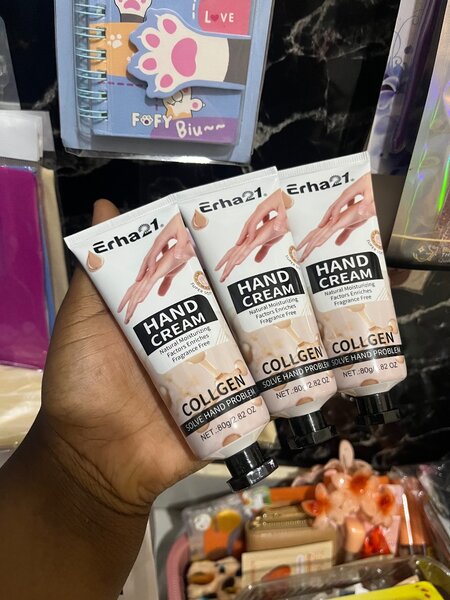 LOVE
FOFY
Biu~~
Erha21.
HAND
CREAM
Natural Moisturizing
Factors Enriches
Fragrance Free
COLLGEN
SOLVE HAND PROBLEM
NET.:80g/2.82 OZ
Erha21.
HAND
CREAM
Natural Moisturizing
Factors Enriches
Fragrance Free
COLLGEN
SOLVE HAND PROBLEM
NET.:80g/2.82 OZ
Erha21.
HAND
CREAM
Natural Moisturizing
Factors Enriches
Fragrance Free
COLLGEN
SOLVE HAND PROBLEM
NET.:80g/2.82 OZ